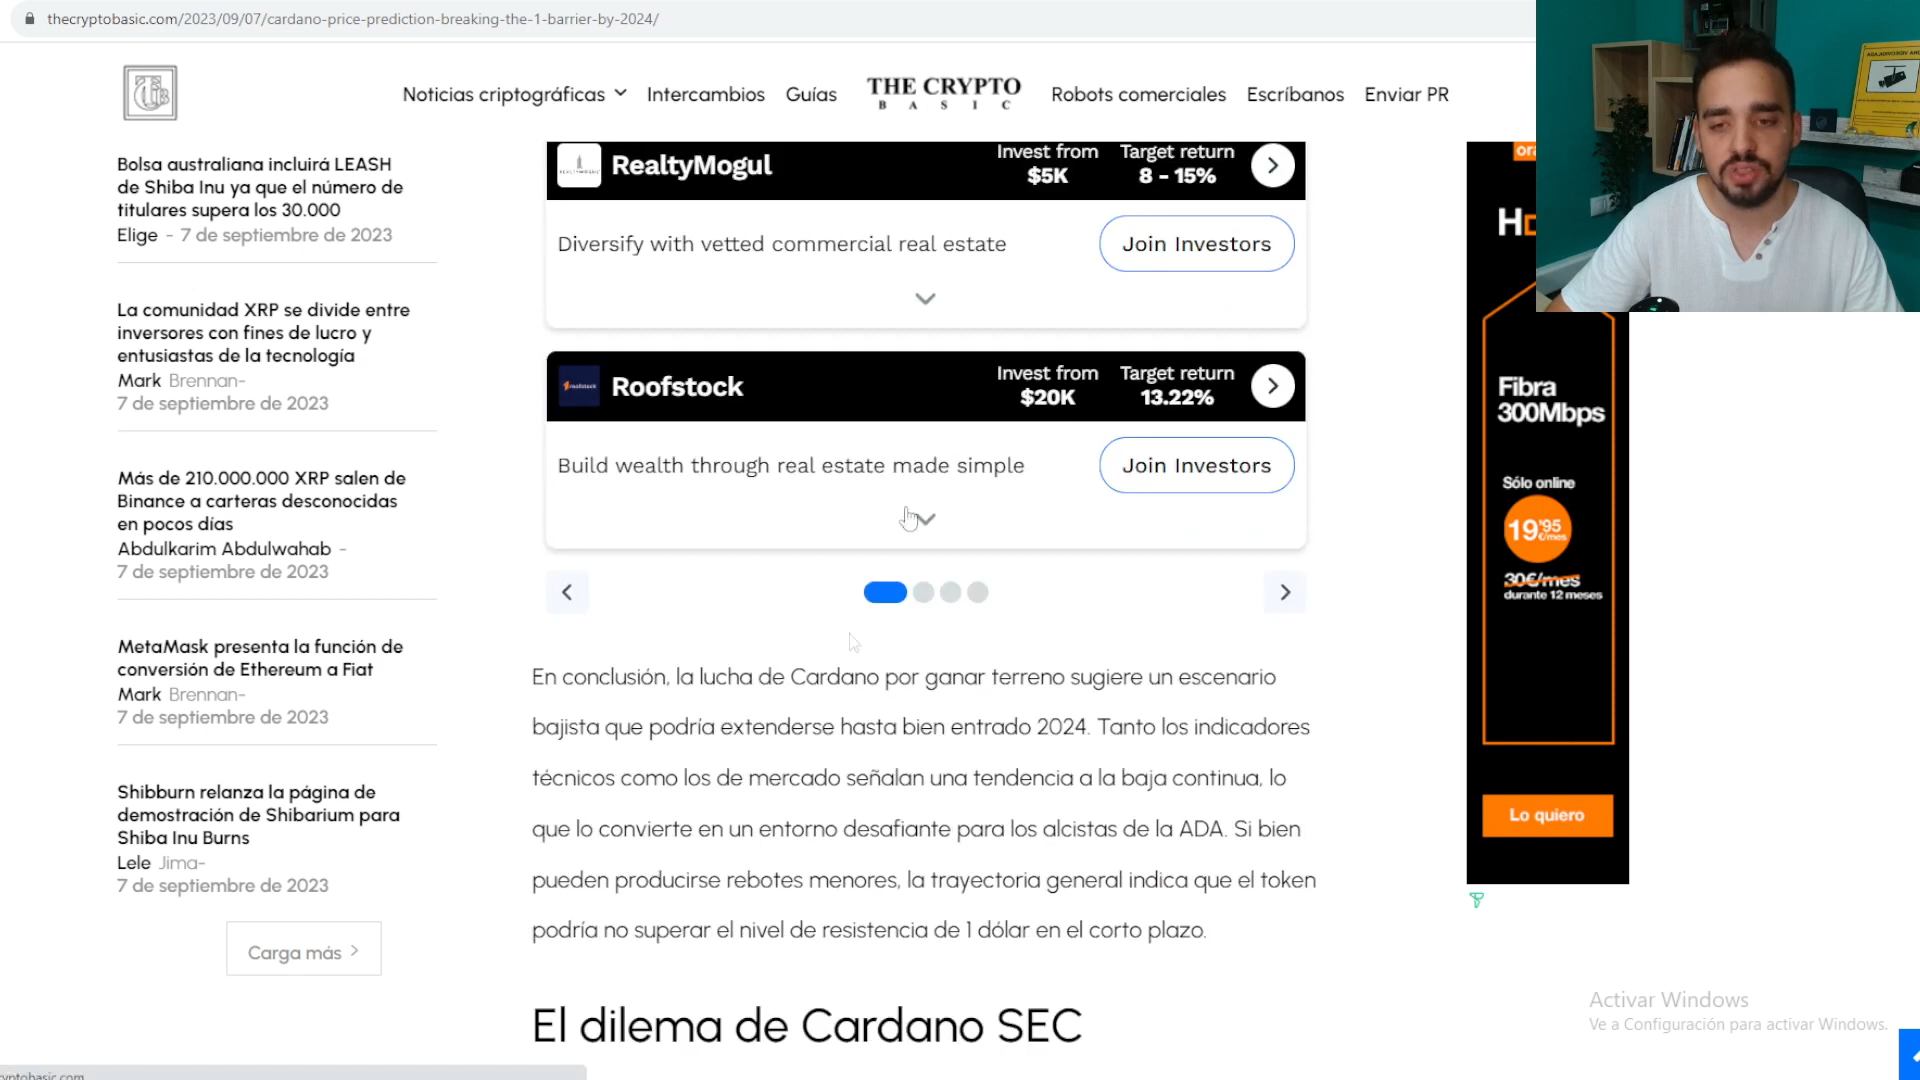 thecryptobasic.com/2023/09/07/cardano-price-prediction-breaking-the-1-barrier-by-2024/
Noticias criptográficas
Intercambios
Guías
THE CRYPTO
BASIC
Robots comerciales
Escríbanos
Enviar PR
Bolsa australiana incluirá LEASH
de Shiba Inu ya que el número de
titulares supera los 30.000
Elige - 7 de septiembre de 2023
La comunidad XRP se divide entre
inversores con fines de lucro y
entusiastas de la tecnología
Mark Brennan-
7 de septiembre de 2023
Más de 210.000.000 XRP salen de
Binance a carteras desconocidas
en pocos días
Abdulkarim Abdulwahab -
7 de septiembre de 2023
MetaMask presenta la función de
conversión de Ethereum a Fiat
Mark Brennan-
7 de septiembre de 2023
Shibburn relanza la página de
demostración de Shibarium para
Shiba Inu Burns
Lele Jima-
7 de septiembre de 2023
Carga más
RealtyMogul
Invest from
$5K
Target return
8 - 15%
Diversify with vetted commercial real estate
Join Investors
Roofstock
Invest from
$20K
Target return
13.22%
Build wealth through real estate made simple
Join Investors
En conclusión, la lucha de Cardano por ganar terreno sugiere un escenario
bajista que podría extenderse hasta bien entrado 2024. Tanto los indicadores
técnicos como los de mercado señalan una tendencia a la baja continua, lo
que lo convierte en un entorno desafiante para los alcistas de la ADA. Si bien
pueden producirse rebotes menores, la trayectoria general indica que el token
podría no superar el nivel de resistencia de 1 dólar en el corto plazo.
El dilema de Cardano SEC
Fibra
300Mbps
Sólo online
19'95
€/mes
30€/mes
durante 12 meses
Lo quiero
Activar Windows
Ve a Configuración para activar Windows.